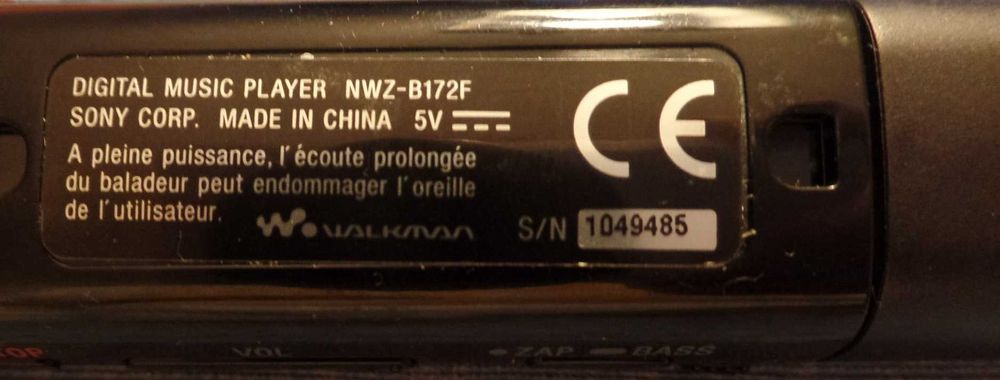 DIGITAL MUSIC PLAYER NWZ-B172F
SONY CORP. MADE IN CHINA 5V
CE
A pleine puissance, l'écoute prolongée
du baladeur peut endommager l'oreille
de l'utilisateur.
WALKMAN S/N 1049485
VOL ZAP BASS